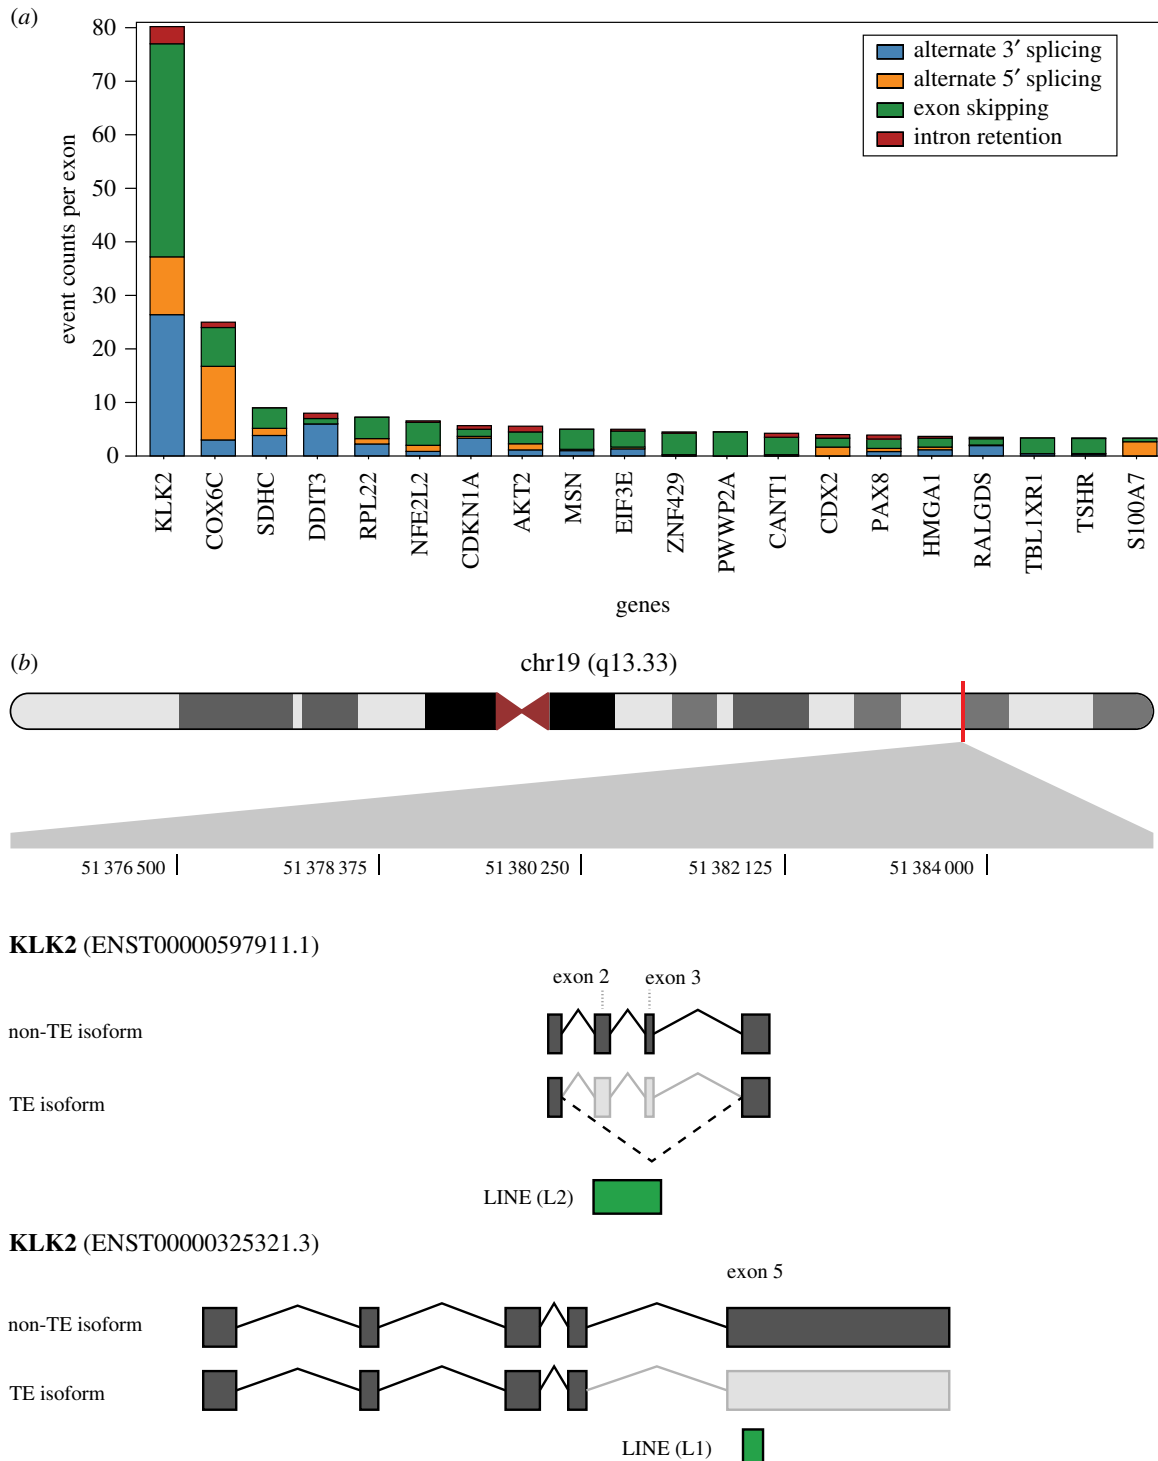 (a)
80
70
60
50
40
30
20
10
0
event counts per exon
alternate 3′ splicing
alternate 5′ splicing
exon skipping
intron retention
KLK2
COX6C
SDHC
DDIT3
RPL22
NFE2L2
CDKN1A
AKT2
MSN
EIF3E
ZNF429
PWWP2A
CANT1
CDX2
PAX8
HMGA1
RALGDS
TBL1XR1
TSHR
S100A7
genes
(b)
chr19 (q13.33)
51 376 500 51 378 375 51 380 250 51 382 125 51 384 000
KLK2 (ENST00000597911.1)
exon 2 exon 3
non-TE isoform
TE isoform
LINE (L2)
KLK2 (ENST00000325321.3)
exon 5
non-TE isoform
TE isoform
LINE (L1)